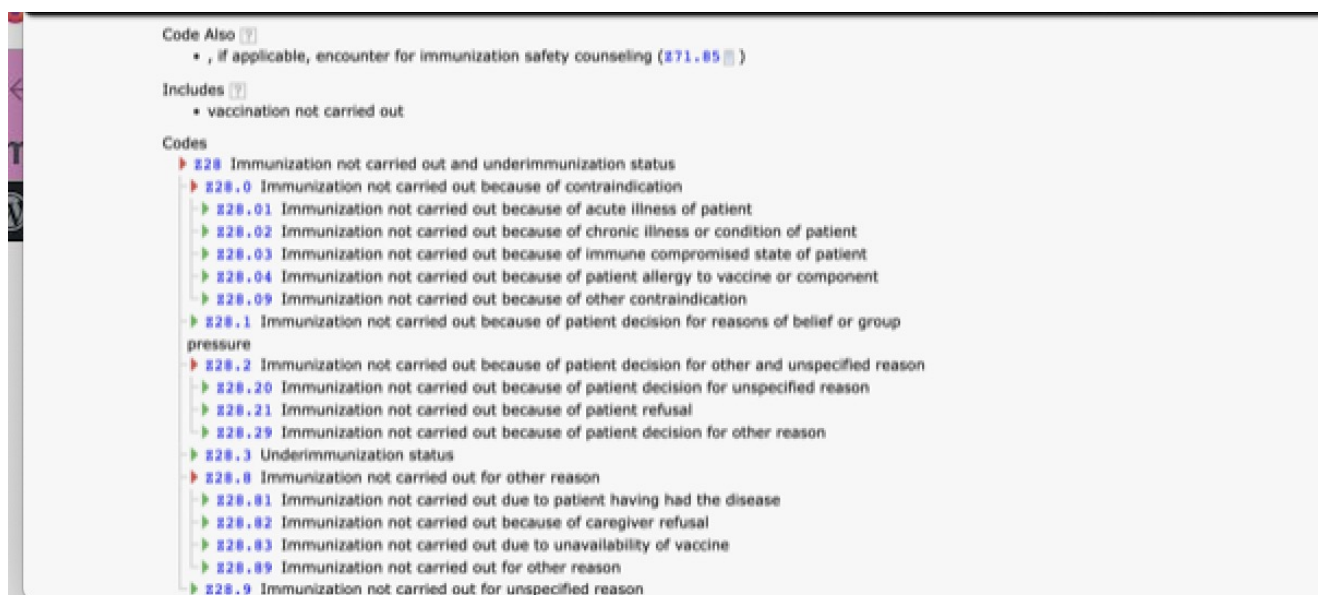 Code Also [?]
• , if applicable, encounter for immunization safety counseling (Z71.85 )
Includes [?]
• vaccination not carried out
Codes
Z28 Immunization not carried out and underimmunization status
Z28.0 Immunization not carried out because of contraindication
Z28.01 Immunization not carried out because of acute illness of patient
Z28.02 Immunization not carried out because of chronic illness or condition of patient
Z28.03 Immunization not carried out because of immune compromised state of patient
Z28.04 Immunization not carried out because of patient allergy to vaccine or component
Z28.09 Immunization not carried out because of other contraindication
Z28.1 Immunization not carried out because of patient decision for reasons of belief or group
pressure
Z28.2 Immunization not carried out because of patient decision for other and unspecified reason
Z28.20 Immunization not carried out because of patient decision for unspecified reason
Z28.21 Immunization not carried out because of patient refusal
Z28.29 Immunization not carried out because of patient decision for other reason
Z28.3 Underimmunization status
Z28.8 Immunization not carried out for other reason
Z28.81 Immunization not carried out due to patient having had the disease
Z28.82 Immunization not carried out because of caregiver refusal
Z28.83 Immunization not carried out due to unavailability of vaccine
Z28.89 Immunization not carried out for other reason
Z28.9 Immunization not carried out for unspecified reason